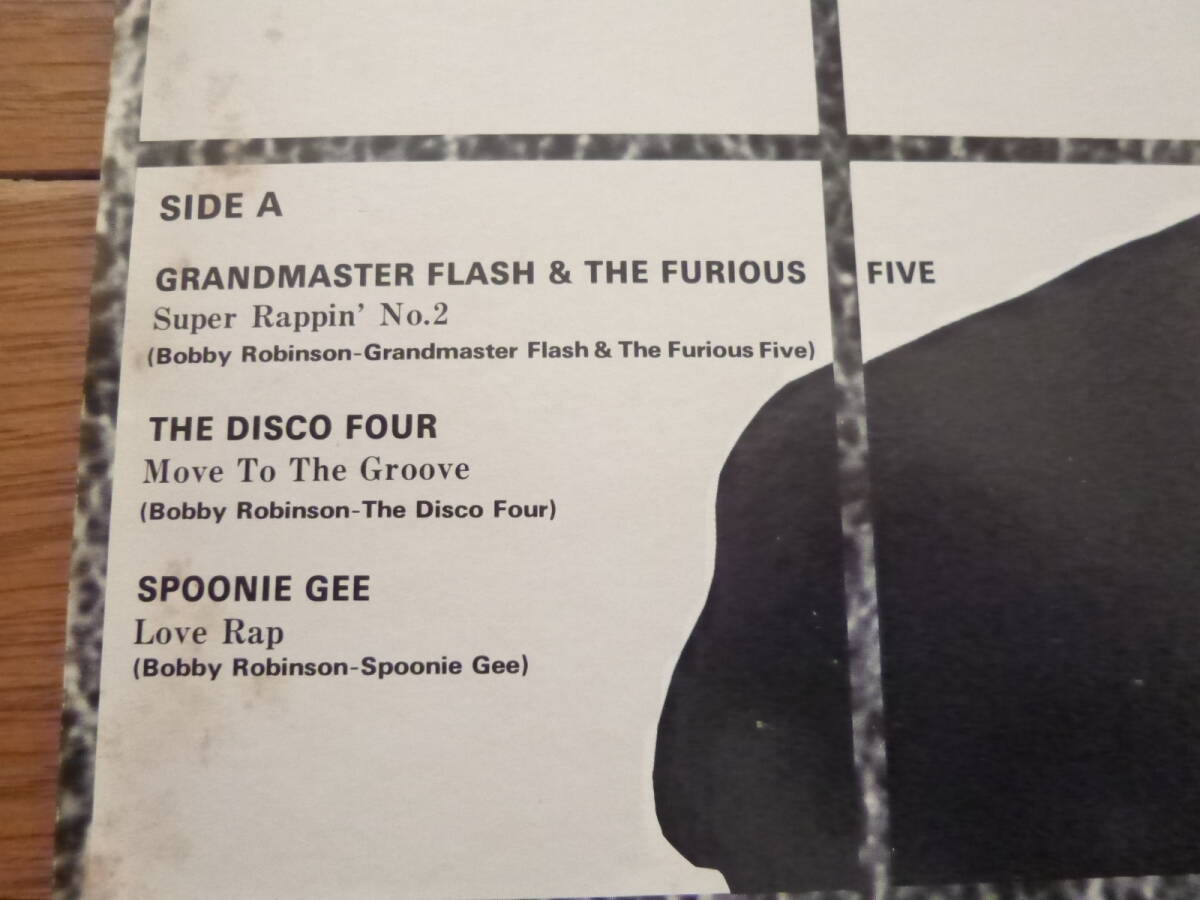 SIDE A
GRANDMASTER FLASH & THE FURIOUS FIVE
Super Rappin' No.2
(Bobby Robinson-Grandmaster Flash & The Furious Five)
THE DISCO FOUR
Move To The Groove
(Bobby Robinson-The Disco Four)
SPOONIE GEE
Love Rap
(Bobby Robinson-Spoonie Gee)